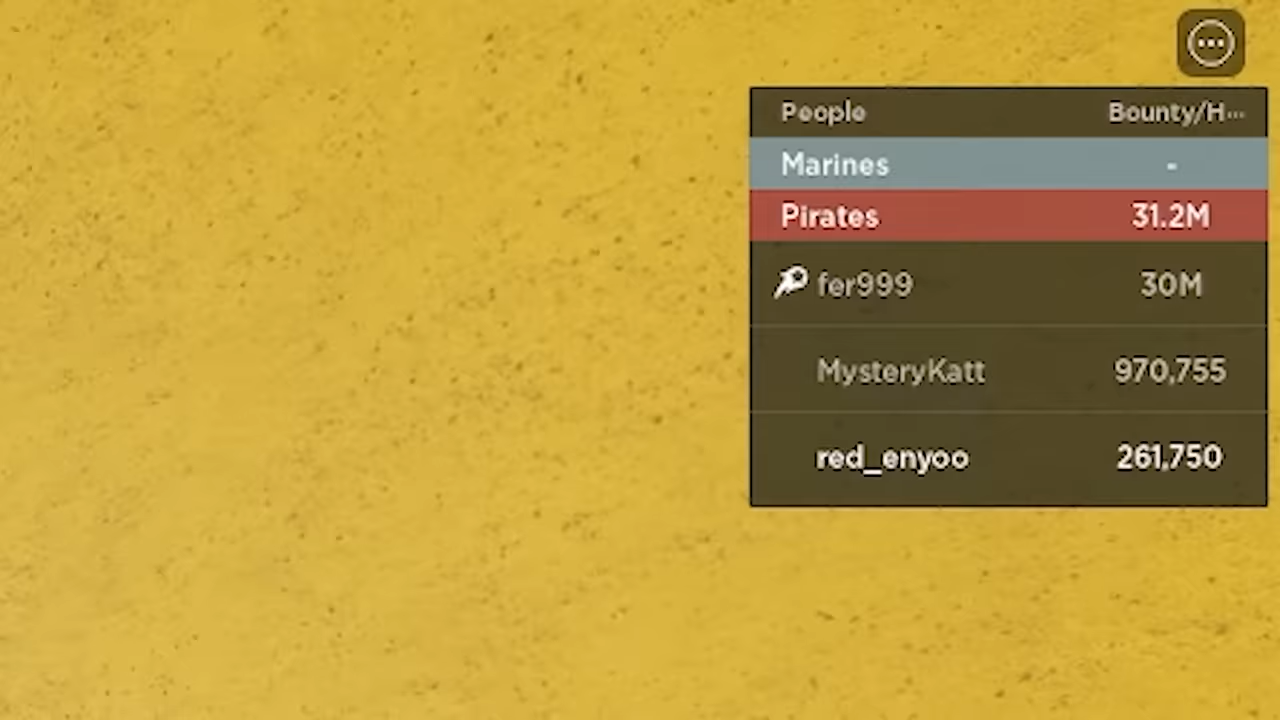 People Bounty/H...
Marines -
Pirates 31.2M
fer999 30M
MysteryKatt 970,755
red_enyoo 261,750